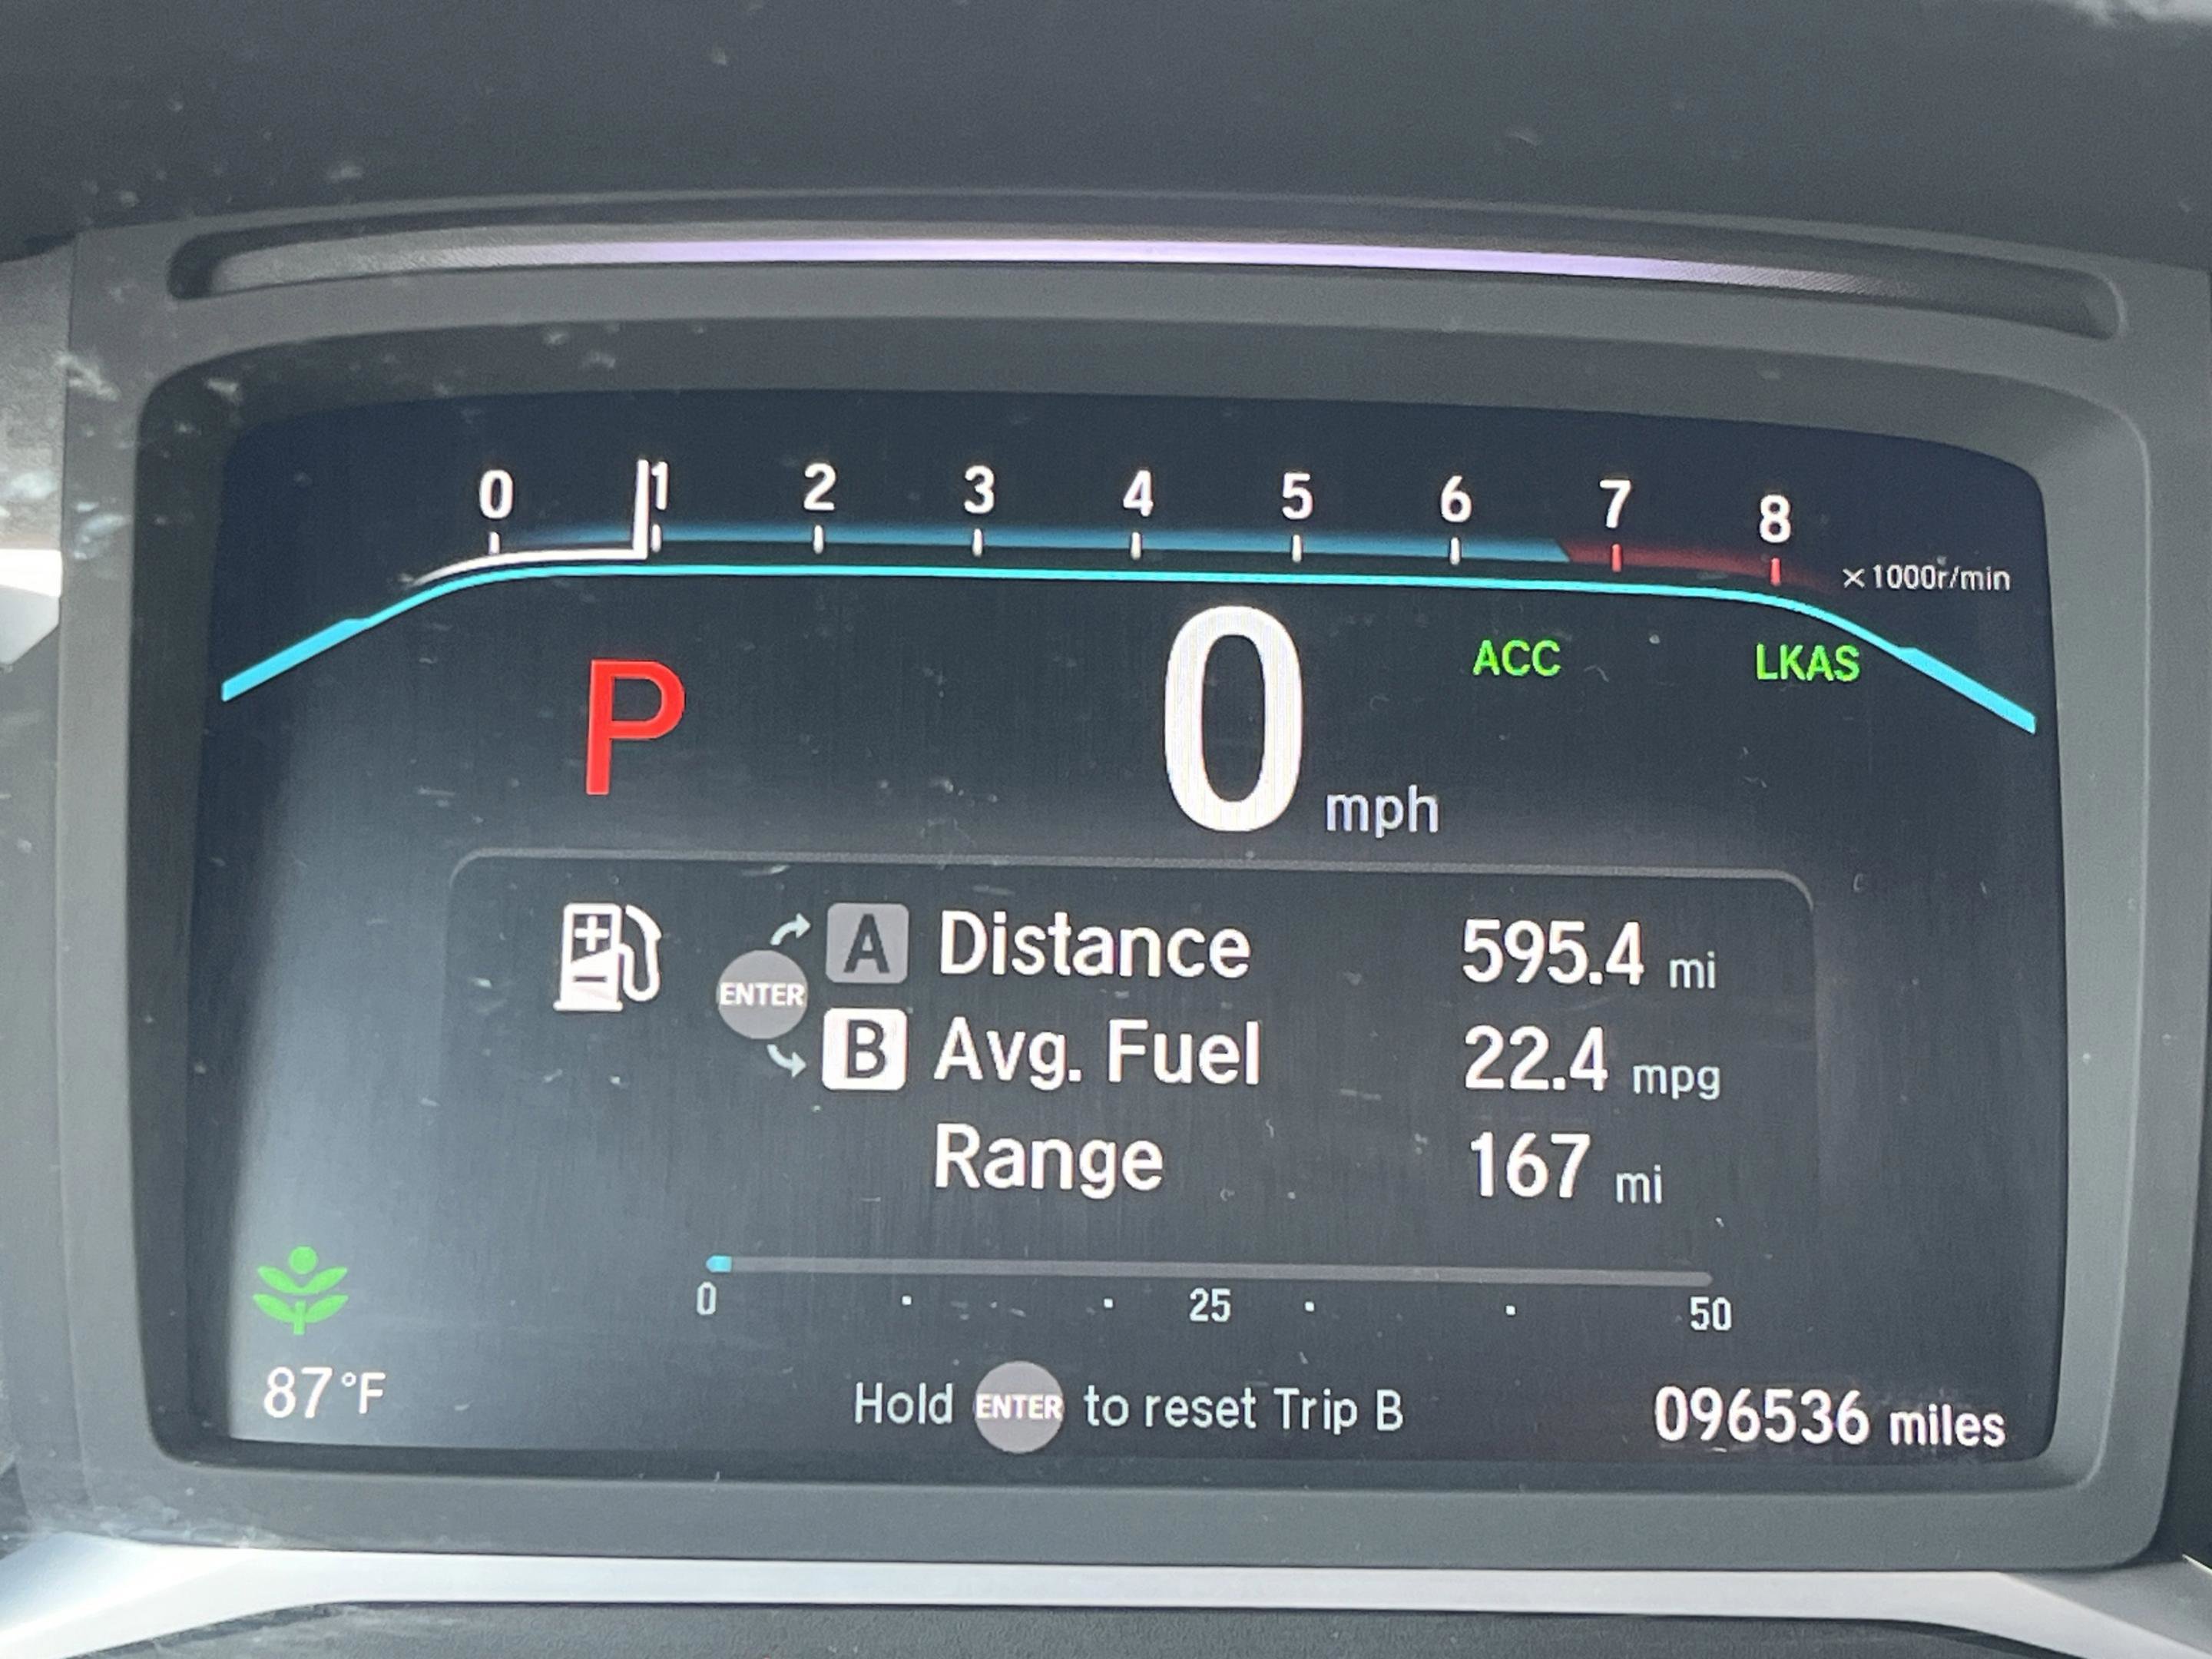 0 1 2 3 4 5 6 7 8
×1000r/min
P 0 mph ACC LKAS
A Distance 595.4 mi
ENTER
B Avg. Fuel 22.4 mpg
Range 167 mi
0 · · 25 · · 50
87°F Hold ENTER to reset Trip B 096536 miles